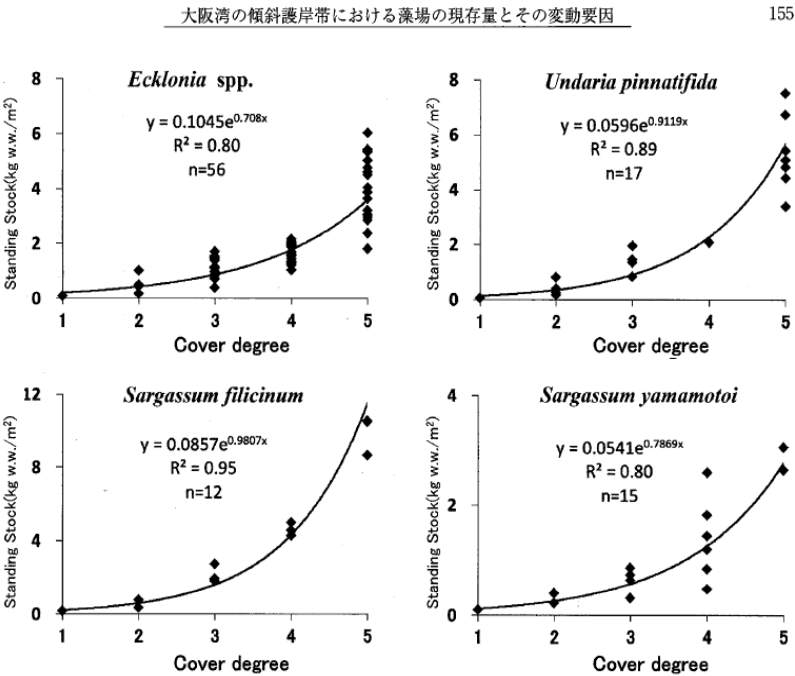 大阪湾の傾斜護岸帯における藻場の現存量とその変動要因
155
Ecklonia spp.
y = 0.1045e^0.708x
R² = 0.80
n=56
Standing Stock(kg w.w./m²)
8
6
4
2
0
1 2 3 4 5
Cover degree
Undaria pinnatifida
y = 0.0596e^0.9119x
R² = 0.89
n=17
Standing Stock(kg w.w./m²)
8
6
4
2
0
1 2 3 4 5
Cover degree
Sargassum filicinum
y = 0.0857e^0.9807x
R² = 0.95
n=12
Standing Stock(kg w.w./m²)
12
8
4
0
1 2 3 4 5
Cover degree
Sargassum yamamotoi
y = 0.0541e^0.7869x
R² = 0.80
n=15
Standing Stock(kg w.w./m²)
4
2
0
1 2 3 4 5
Cover degree